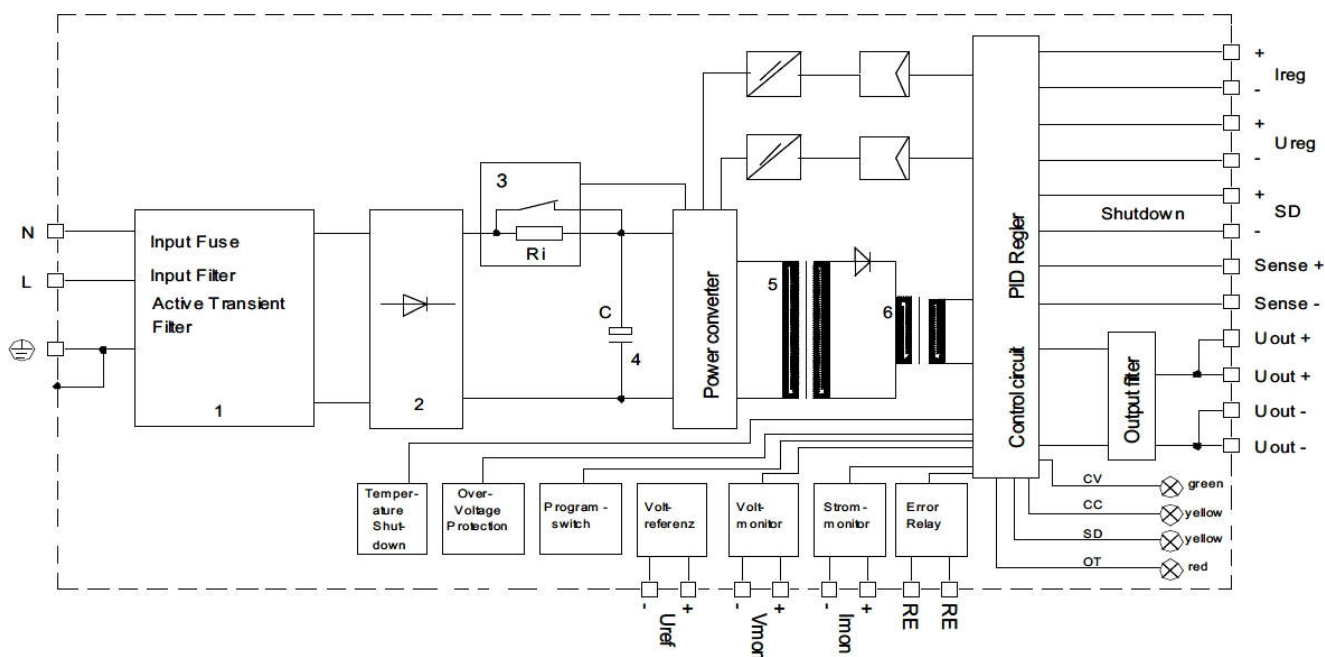 N
L
Input Fuse
Input Filter
Active Transient
Filter
1
2
3
Ri
C
4
Power converter
5
6
PID Regler
Control circuit
Shutdown
+
Ireg
-
+
Ureg
-
+
SD
-
Sense +
Sense -
Uout +
Uout +
Uout -
Uout -
Output filter
CV
green
CC
yellow
SD
yellow
OT
red
Temper-
ature
Shut-
down
Over-
Voltage
Protection
Program-
switch
Volt-
referenz
Volt-
monitor
Strom-
monitor
Error
Relay
- +
Uref
- +
Vmon
- +
Imon
RE
RE